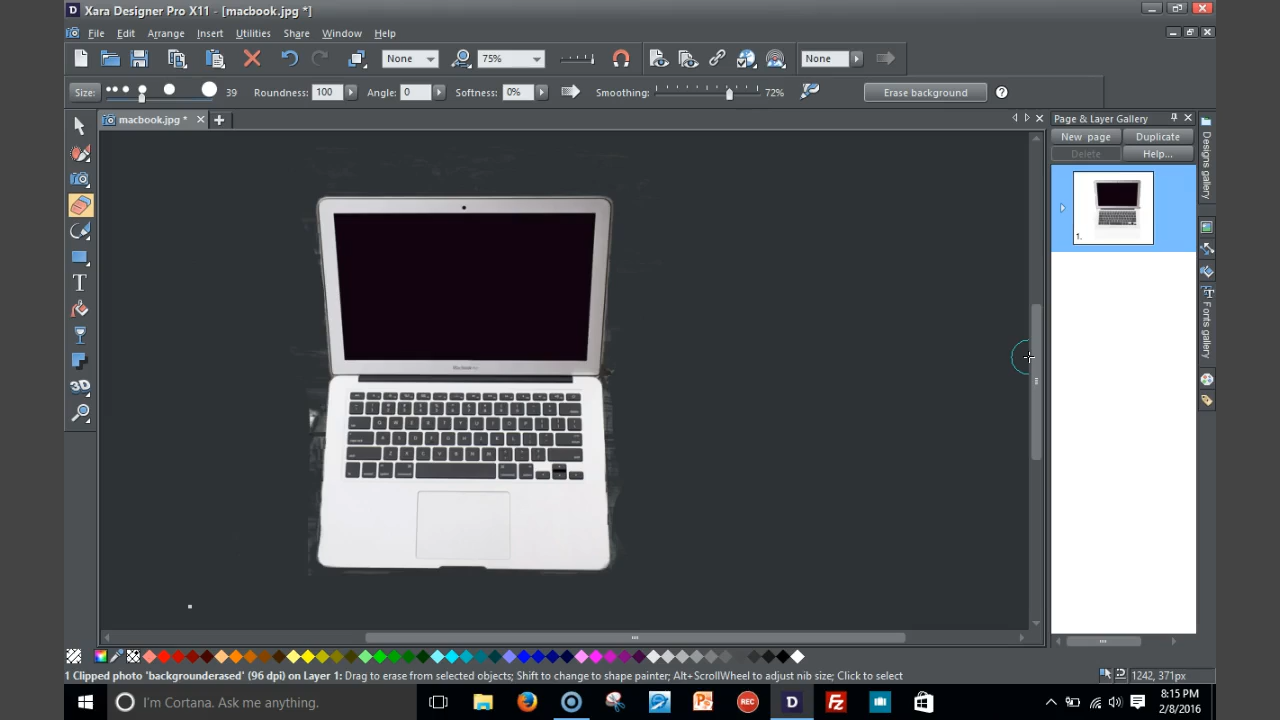 Xara Designer Pro X11 - [macbook.jpg *]
File Edit Arrange Insert Utilities Share Window Help
None 75% None
Size: 39 Roundness: 100 Angle: 0 Softness: 0% Smoothing: 72% Erase background
macbook.jpg *
Page & Layer Gallery
New page Duplicate
Delete Help...
1.
Designs gallery
Fonts gallery
1 Clipped photo 'backgrounderased' (96 dpi) on Layer 1: Drag to erase from selected objects; Shift to change to shape painter; Alt+ScrollWheel to adjust nib size; Click to select
1242, 371px
I'm Cortana. Ask me anything.
REC
8:15 PM
2/8/2016